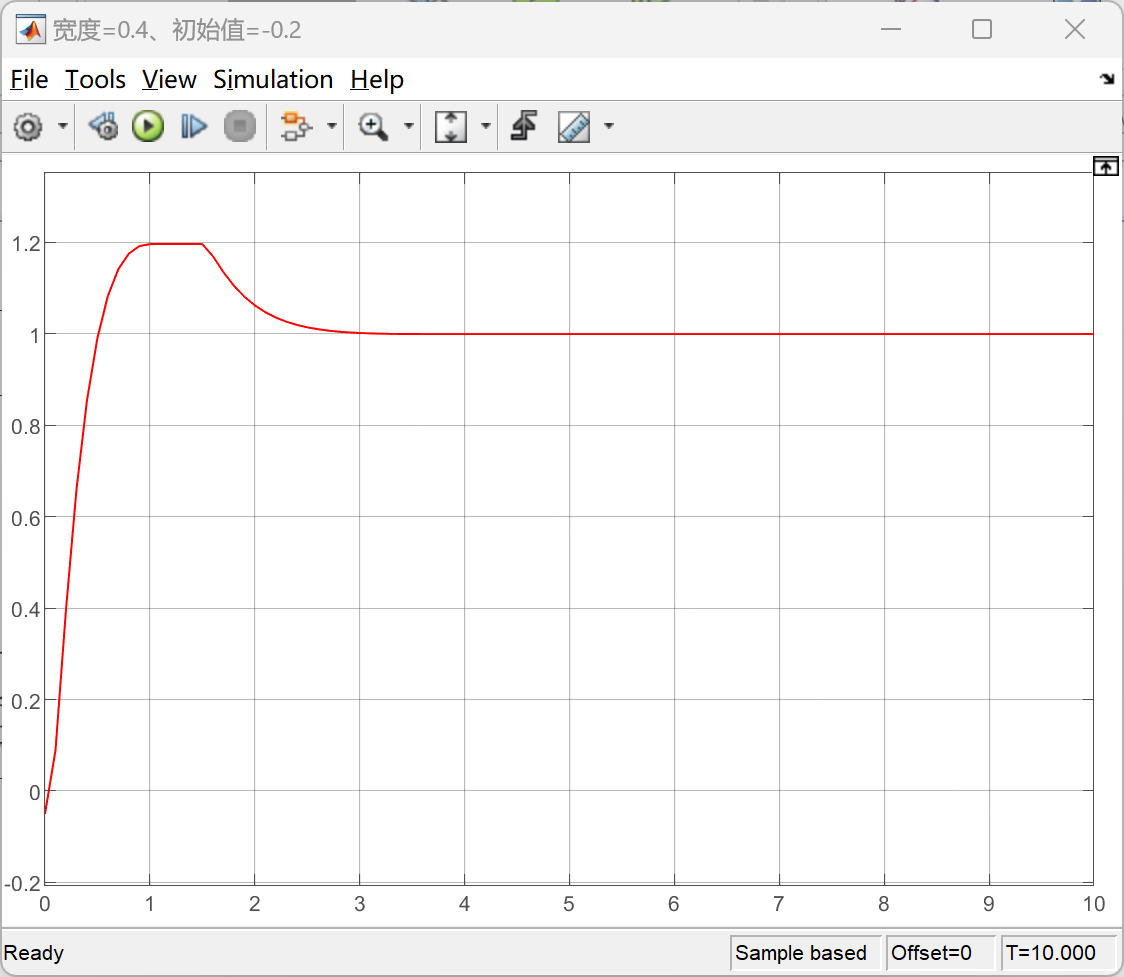 宽度=0.4、初始值=-0.2
File Tools View Simulation Help
1.2
1
0.8
0.6
0.4
0.2
0
-0.2
0 1 2 3 4 5 6 7 8 9 10
Ready Sample based Offset=0 T=10.000